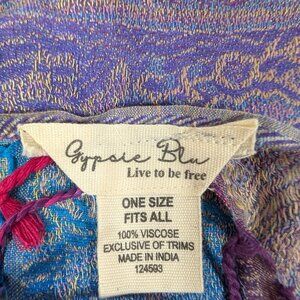 Gypsie Blu
Live to be free
ONE SIZE
FITS ALL
100% VISCOSE
EXCLUSIVE OF TRIMS
MADE IN INDIA
124593